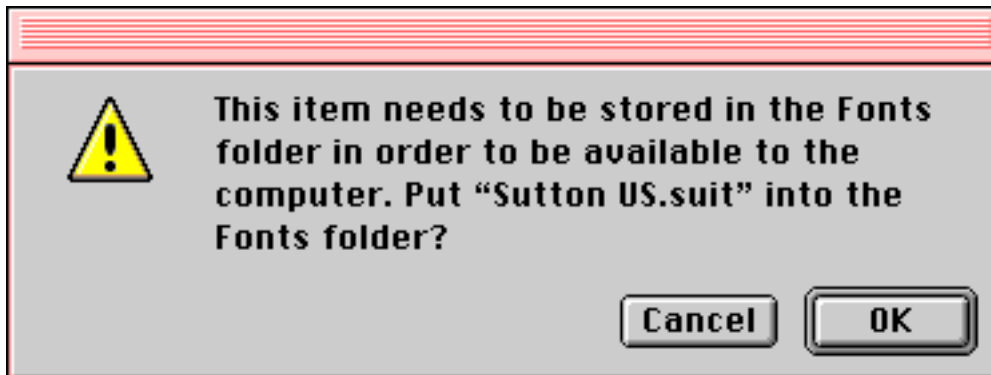 This item needs to be stored in the Fonts
folder in order to be available to the
computer. Put “Sutton US.suit” into the
Fonts folder?
Cancel OK